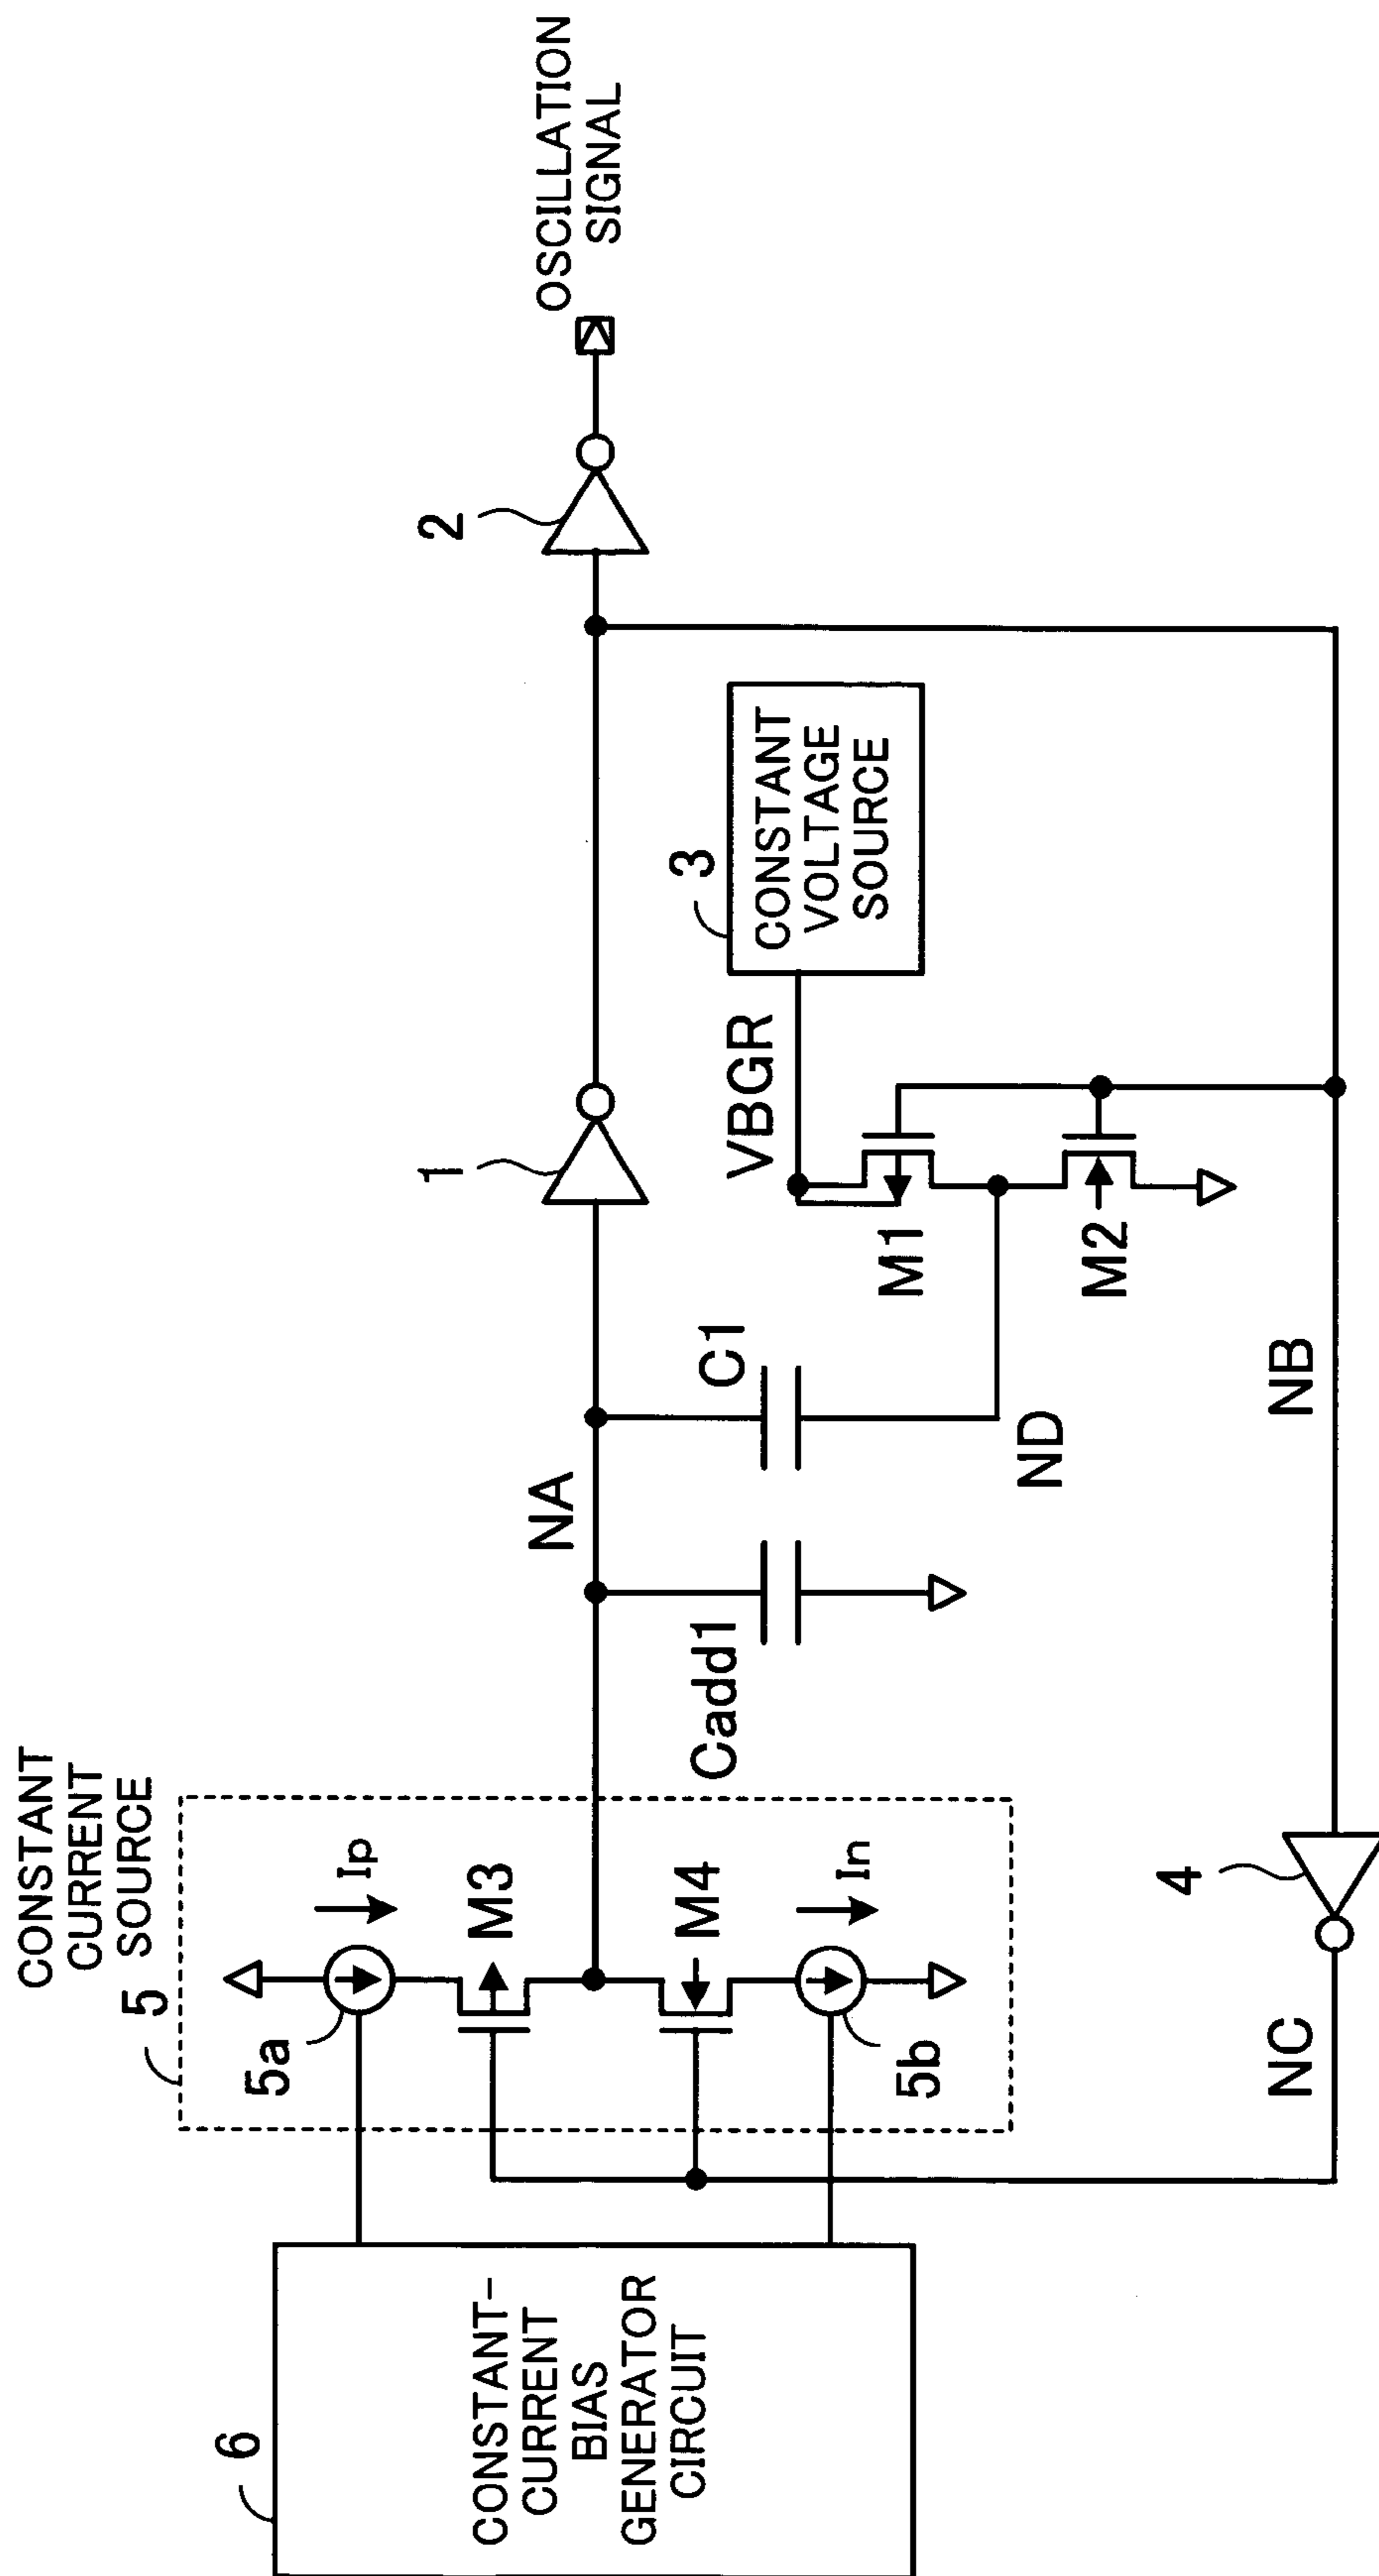 6
CONSTANT-
CURRENT
BIAS
GENERATOR
CIRCUIT
CONSTANT
CURRENT
SOURCE
5
5a
Ip
M3
M4
5b
In
NC
4
Cadd1
NA
C1
ND
NB
1
VBGR
M1
M2
3
CONSTANT
VOLTAGE
SOURCE
2
OSCILLATION
SIGNAL